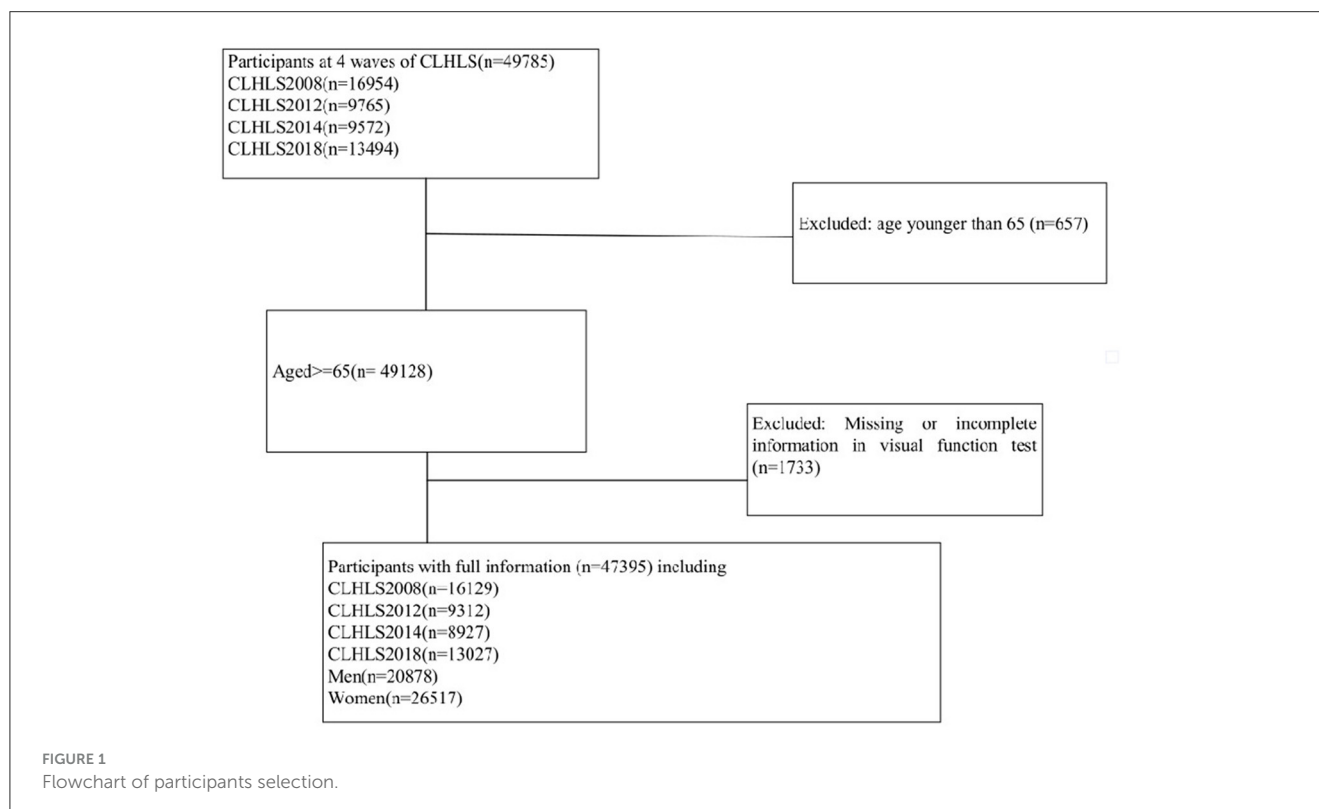 Participants at 4 waves of CLHLS(n=49785)
CLHLS2008(n=16954)
CLHLS2012(n=9765)
CLHLS2014(n=9572)
CLHLS2018(n=13494)
Excluded: age younger than 65 (n=657)
Aged>=65(n= 49128)
Excluded: Missing or incomplete
information in visual function test
(n=1733)
Participants with full information (n=47395) including
CLHLS2008(n=16129)
CLHLS2012(n=9312)
CLHLS2014(n=8927)
CLHLS2018(n=13027)
Men(n=20878)
Women(n=26517)
FIGURE 1
Flowchart of participants selection.